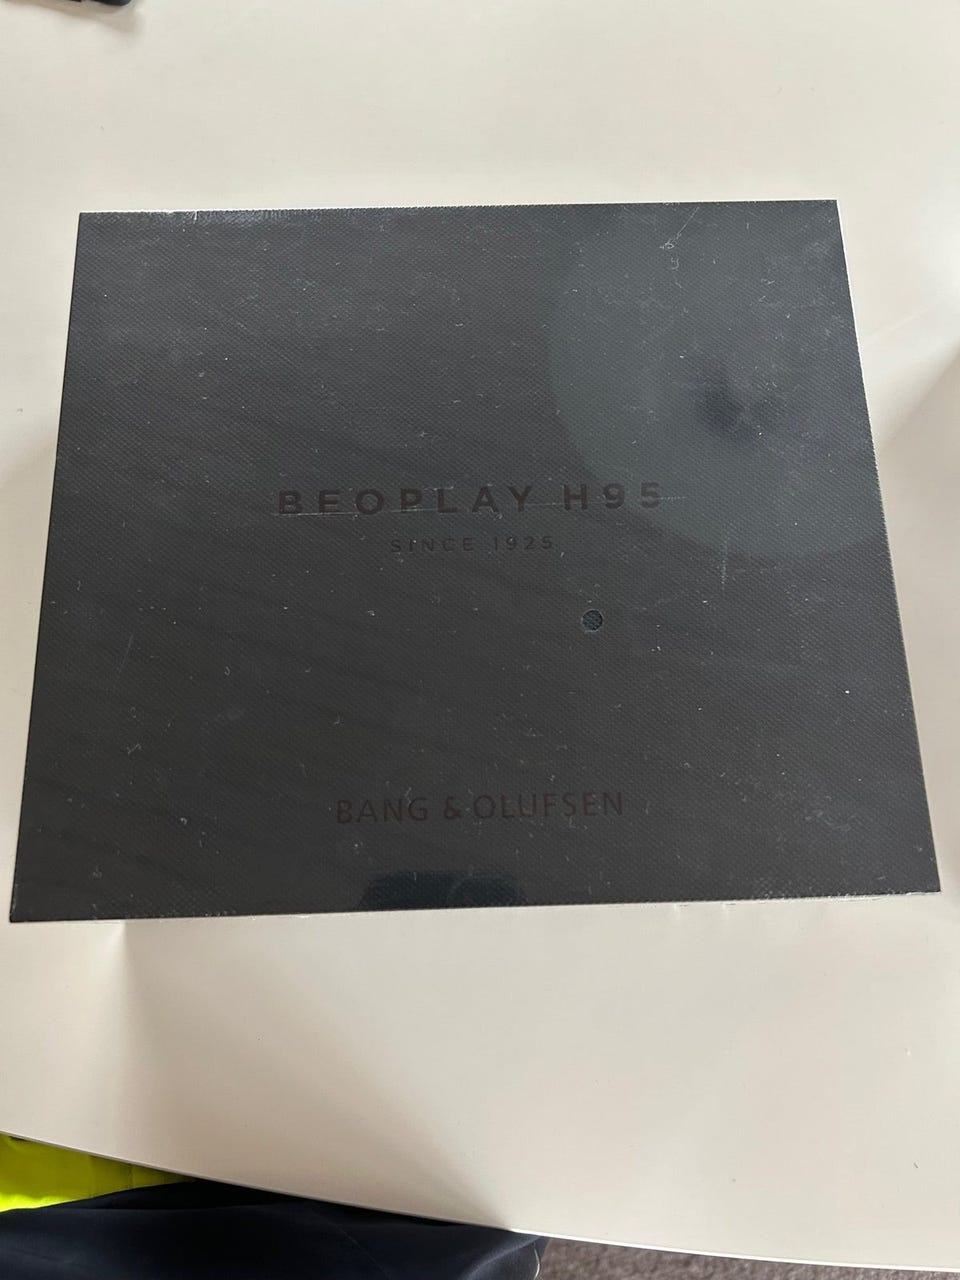 BEOPLAY H95
SINCE 1925
BANG & OLUFSEN